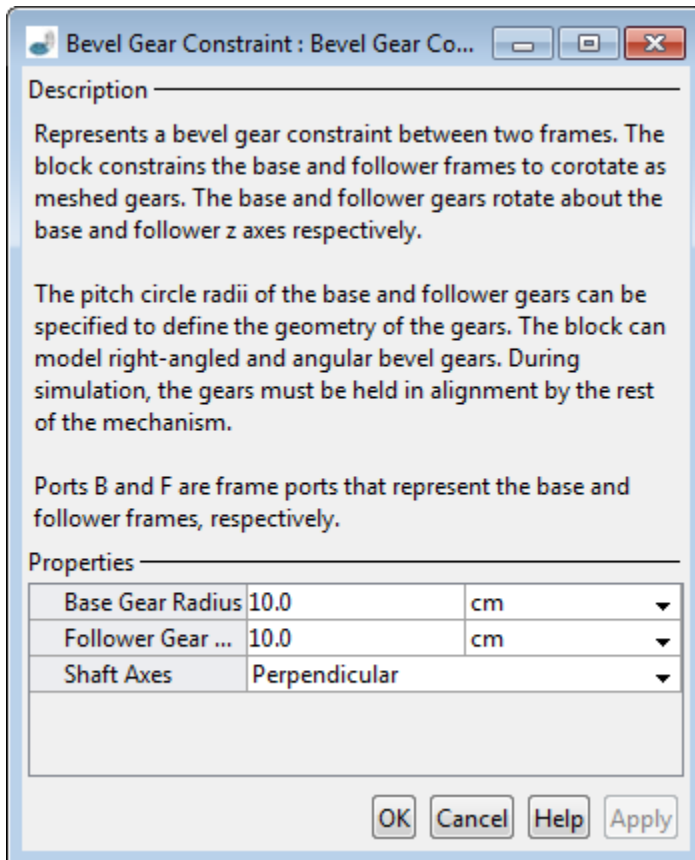 Bevel Gear Constraint : Bevel Gear Co...
Description
Represents a bevel gear constraint between two frames. The
block constrains the base and follower frames to corotate as
meshed gears. The base and follower gears rotate about the
base and follower z axes respectively.
The pitch circle radii of the base and follower gears can be
specified to define the geometry of the gears. The block can
model right-angled and angular bevel gears. During
simulation, the gears must be held in alignment by the rest
of the mechanism.
Ports B and F are frame ports that represent the base and
follower frames, respectively.
Properties
Base Gear Radius 10.0 cm
Follower Gear ... 10.0 cm
Shaft Axes Perpendicular
OK Cancel Help Apply